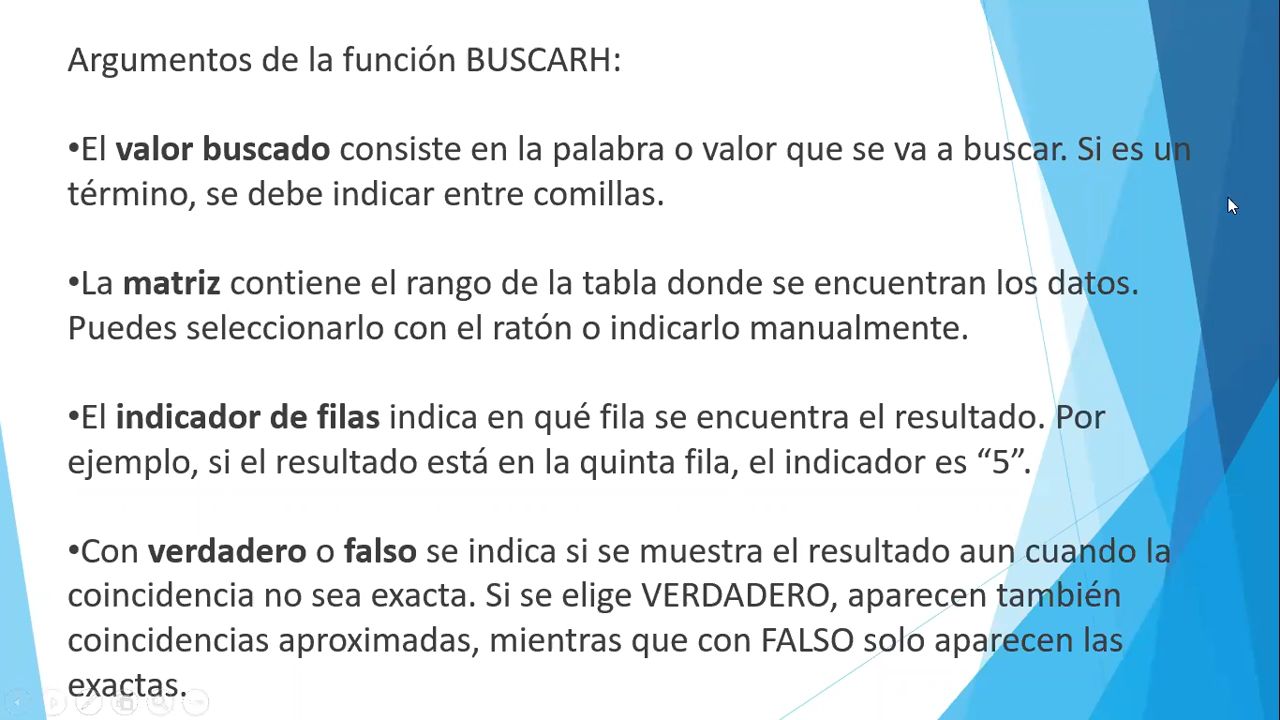 Argumentos de la función BUSCARH:
•El valor buscado consiste en la palabra o valor que se va a buscar. Si es un
término, se debe indicar entre comillas.
•La matriz contiene el rango de la tabla donde se encuentran los datos.
Puedes seleccionarlo con el ratón o indicarlo manualmente.
•El indicador de filas indica en qué fila se encuentra el resultado. Por
ejemplo, si el resultado está en la quinta fila, el indicador es “5”.
•Con verdadero o falso se indica si se muestra el resultado aun cuando la
coincidencia no sea exacta. Si se elige VERDADERO, aparecen también
coincidencias aproximadas, mientras que con FALSO solo aparecen las
exactas.